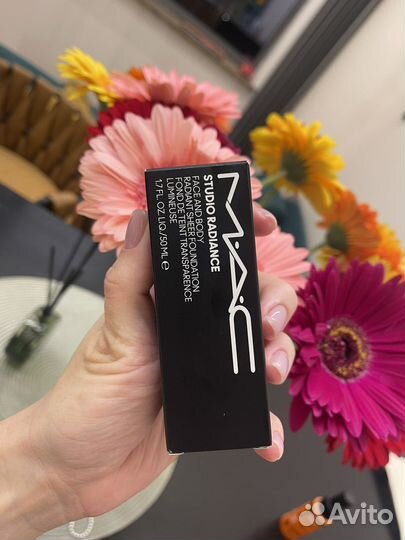 M·A·C
STUDIO RADIANCE
FACE AND BODY
RADIANT SHEER FOUNDATION
FOND DE TEINT TRANSPARENCE
LUMINEUSE
1.7 FL.OZ LIQ./50 ML ℮
Avito